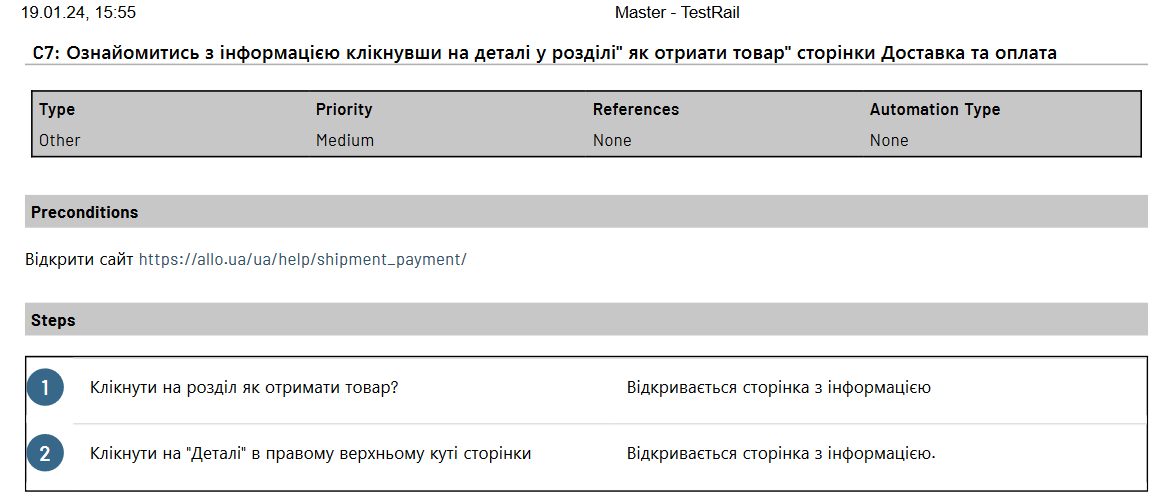 19.01.24, 15:55 Master - TestRail
C7: Ознайомитись з інформацією клікнувши на деталі у розділі" як отриати товар" сторінки Доставка та оплата
Type Priority References Automation Type
Other Medium None None
Preconditions
Відкрити сайт https://allo.ua/ua/help/shipment_payment/
Steps
1 Клікнути на розділ як отримати товар? Відкривається сторінка з інформацією
2 Клікнути на "Деталі" в правому верхньому куті сторінки Відкривається сторінка з інформацією.